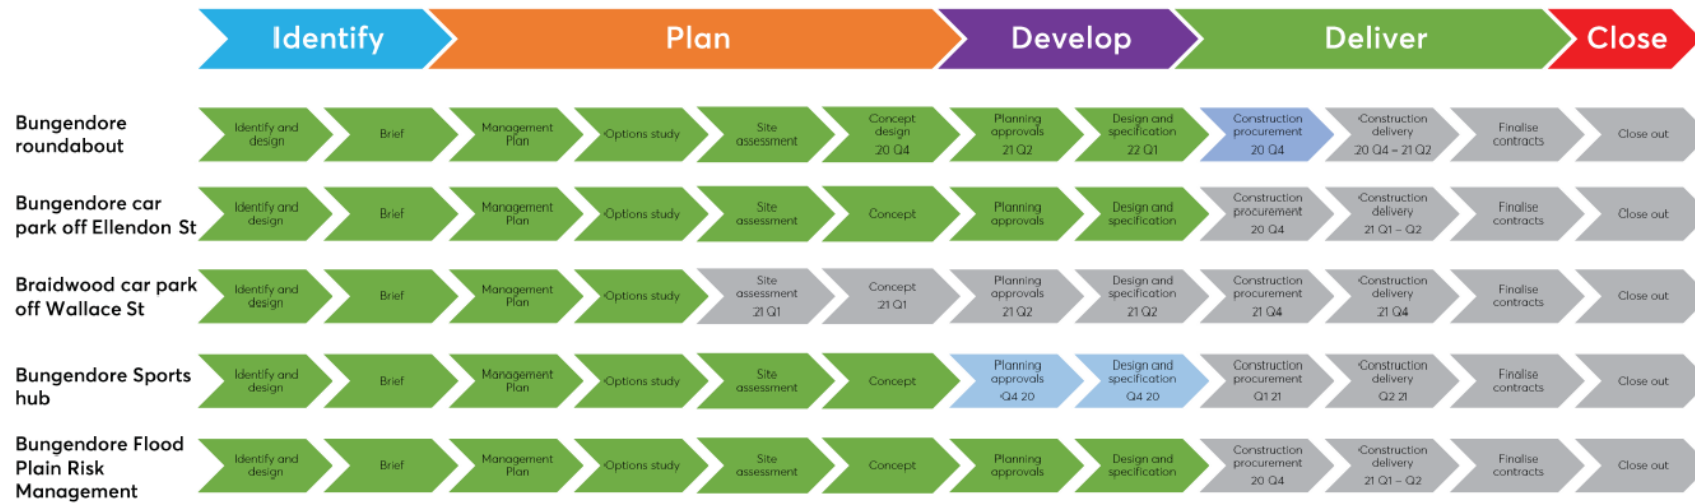 Identify
Plan
Develop
Deliver
Close
Bungendore
roundabout
Identify and
design
Brief
Management
Plan
Options study
Site
assessment
Concept
design
20 Q4
Planning
approvals
21 Q2
Design and
specification
22 Q1
Construction
procurement
20 Q4
Construction
delivery
20 Q4 – 21 Q2
Finalise
contracts
Close out
Bungendore car
park off Ellendon St
Identify and
design
Brief
Management
Plan
Options study
Site
assessment
Concept
Planning
approvals
Design and
specification
Construction
procurement
20 Q4
Construction
delivery
21 Q1 – Q2
Finalise
contracts
Close out
Braidwood car park
off Wallace St
Identify and
design
Brief
Management
Plan
Options study
Site
assessment
21 Q1
Concept
21 Q1
Planning
approvals
21 Q2
Design and
specification
21 Q2
Construction
procurement
21 Q4
Construction
delivery
21 Q4
Finalise
contracts
Close out
Bungendore Sports
hub
Identify and
design
Brief
Management
Plan
Options study
Site
assessment
Concept
Planning
approvals
Q4 20
Design and
specification
Q4 20
Construction
procurement
Q1 21
Construction
delivery
Q2 21
Finalise
contracts
Close out
Bungendore Flood
Plain Risk
Management
Identify and
design
Brief
Management
Plan
Options study
Site
assessment
Concept
Planning
approvals
Design and
specification
Construction
procurement
20 Q4
Construction
delivery
21 Q1 – Q2
Finalise
contracts
Close out